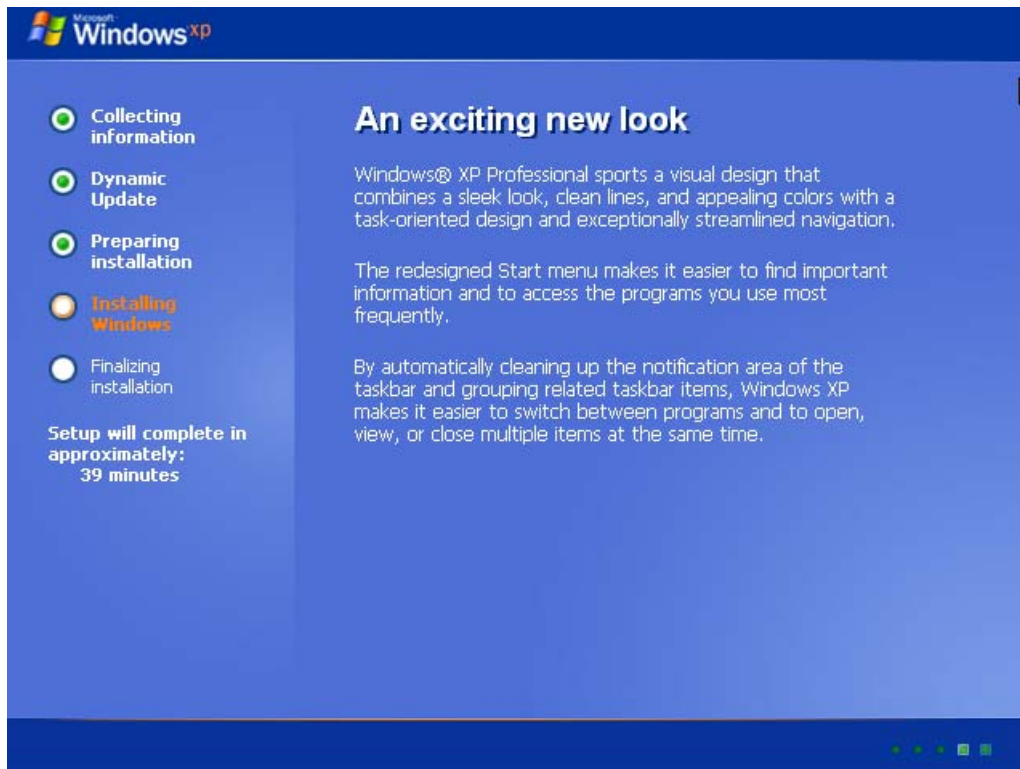 Microsoft
Windows xp
Collecting
information
Dynamic
Update
Preparing
installation
Installing
Windows
Finalizing
installation
Setup will complete in
approximately:
39 minutes
An exciting new look
Windows® XP Professional sports a visual design that
combines a sleek look, clean lines, and appealing colors with a
task-oriented design and exceptionally streamlined navigation.
The redesigned Start menu makes it easier to find important
information and to access the programs you use most
frequently.
By automatically cleaning up the notification area of the
taskbar and grouping related taskbar items, Windows XP
makes it easier to switch between programs and to open,
view, or close multiple items at the same time.